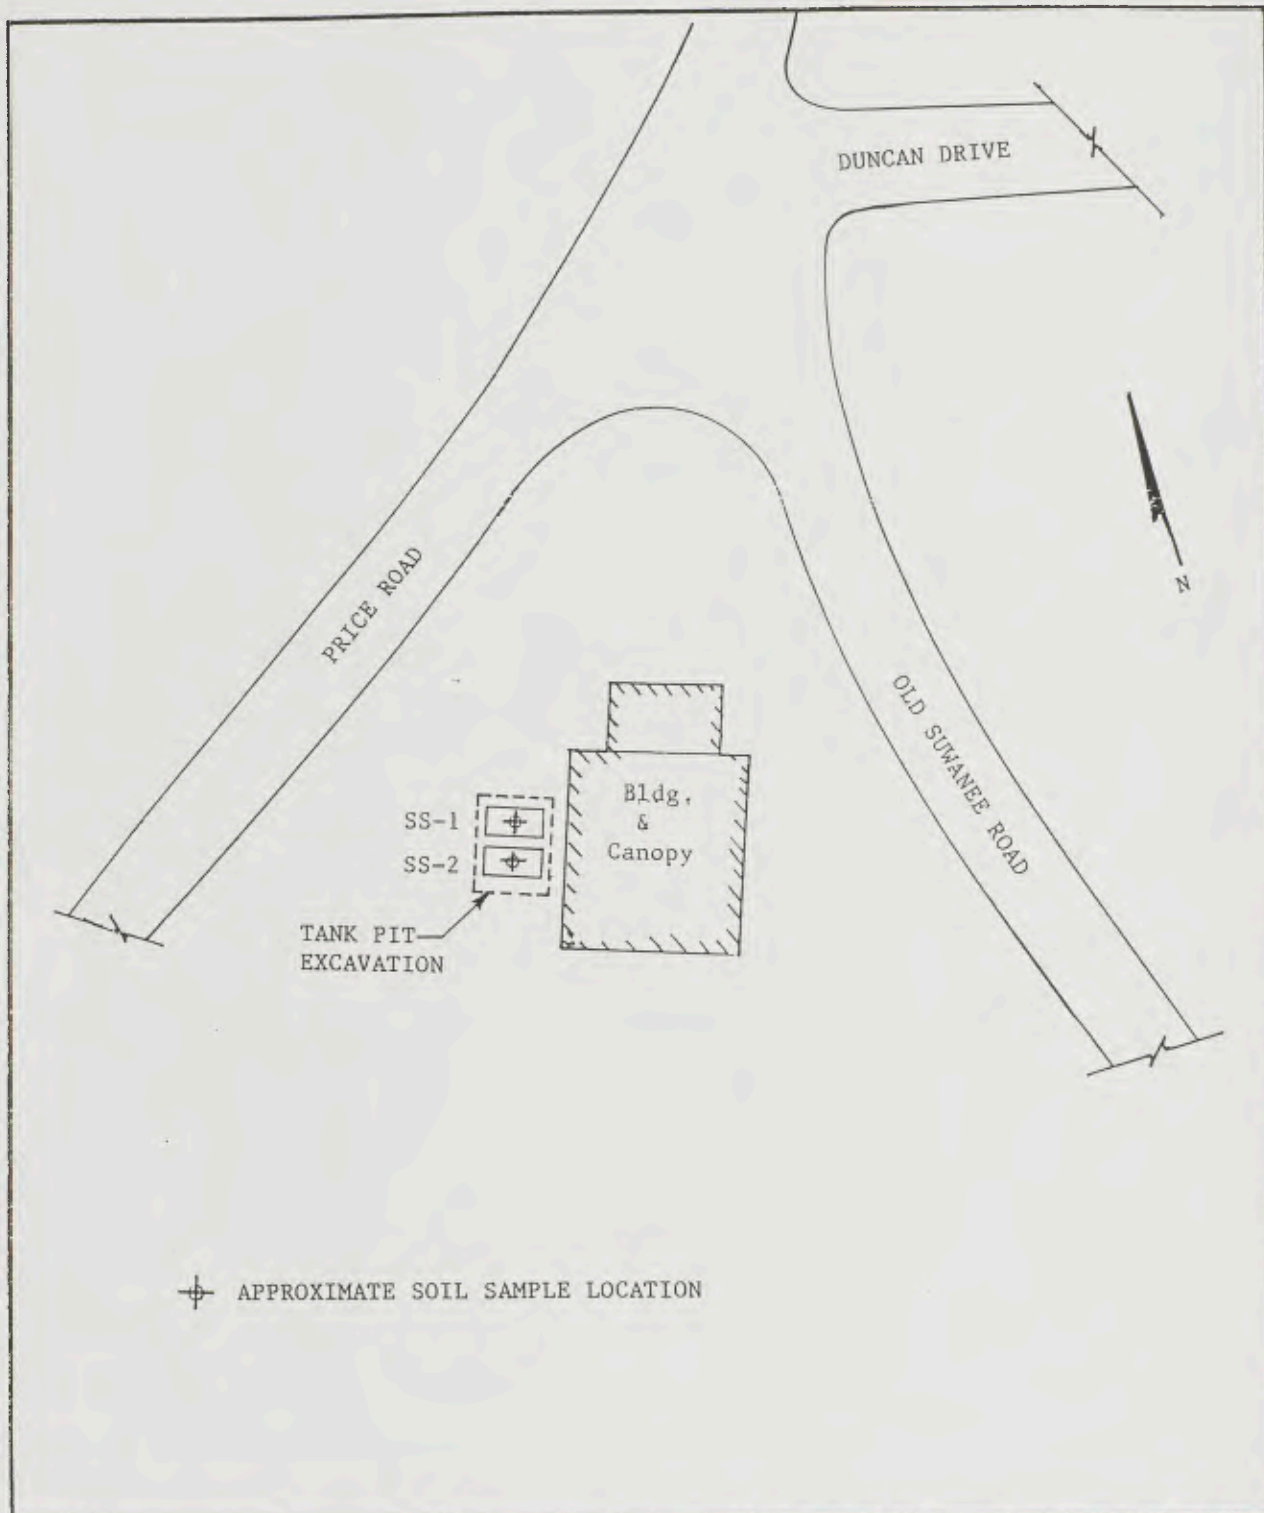 DUNCAN DRIVE
PRICE ROAD
N
OLD SUWANEE ROAD
Bldg.
&
Canopy
SS-1
SS-2
TANK PIT
EXCAVATION
APPROXIMATE SOIL SAMPLE LOCATION